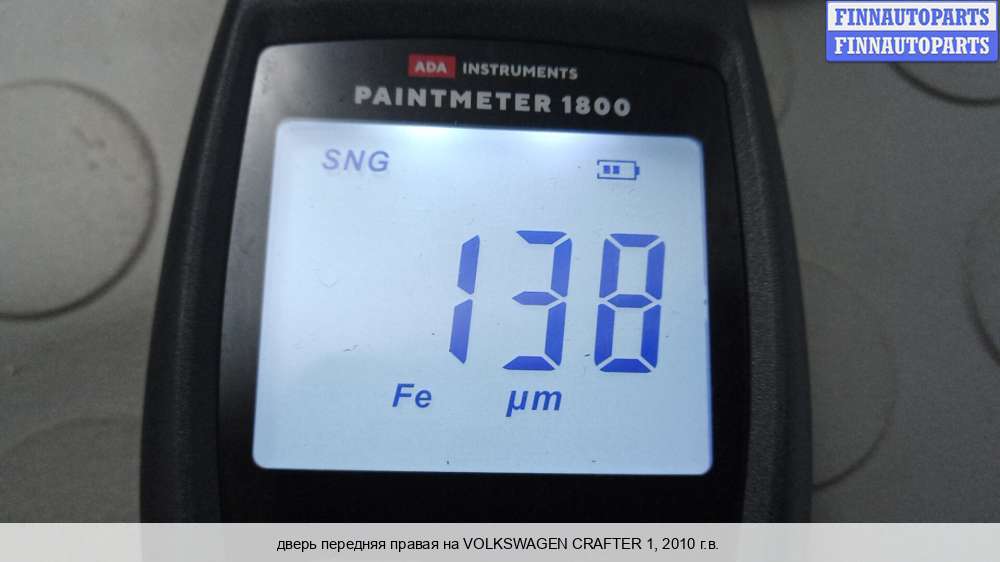 FINNAUTOPARTS
FINNAUTOPARTS
ADA INSTRUMENTS
PAINTMETER 1800
SNG
138
Fe µm
дверь передняя правая на VOLKSWAGEN CRAFTER 1, 2010 г.в.